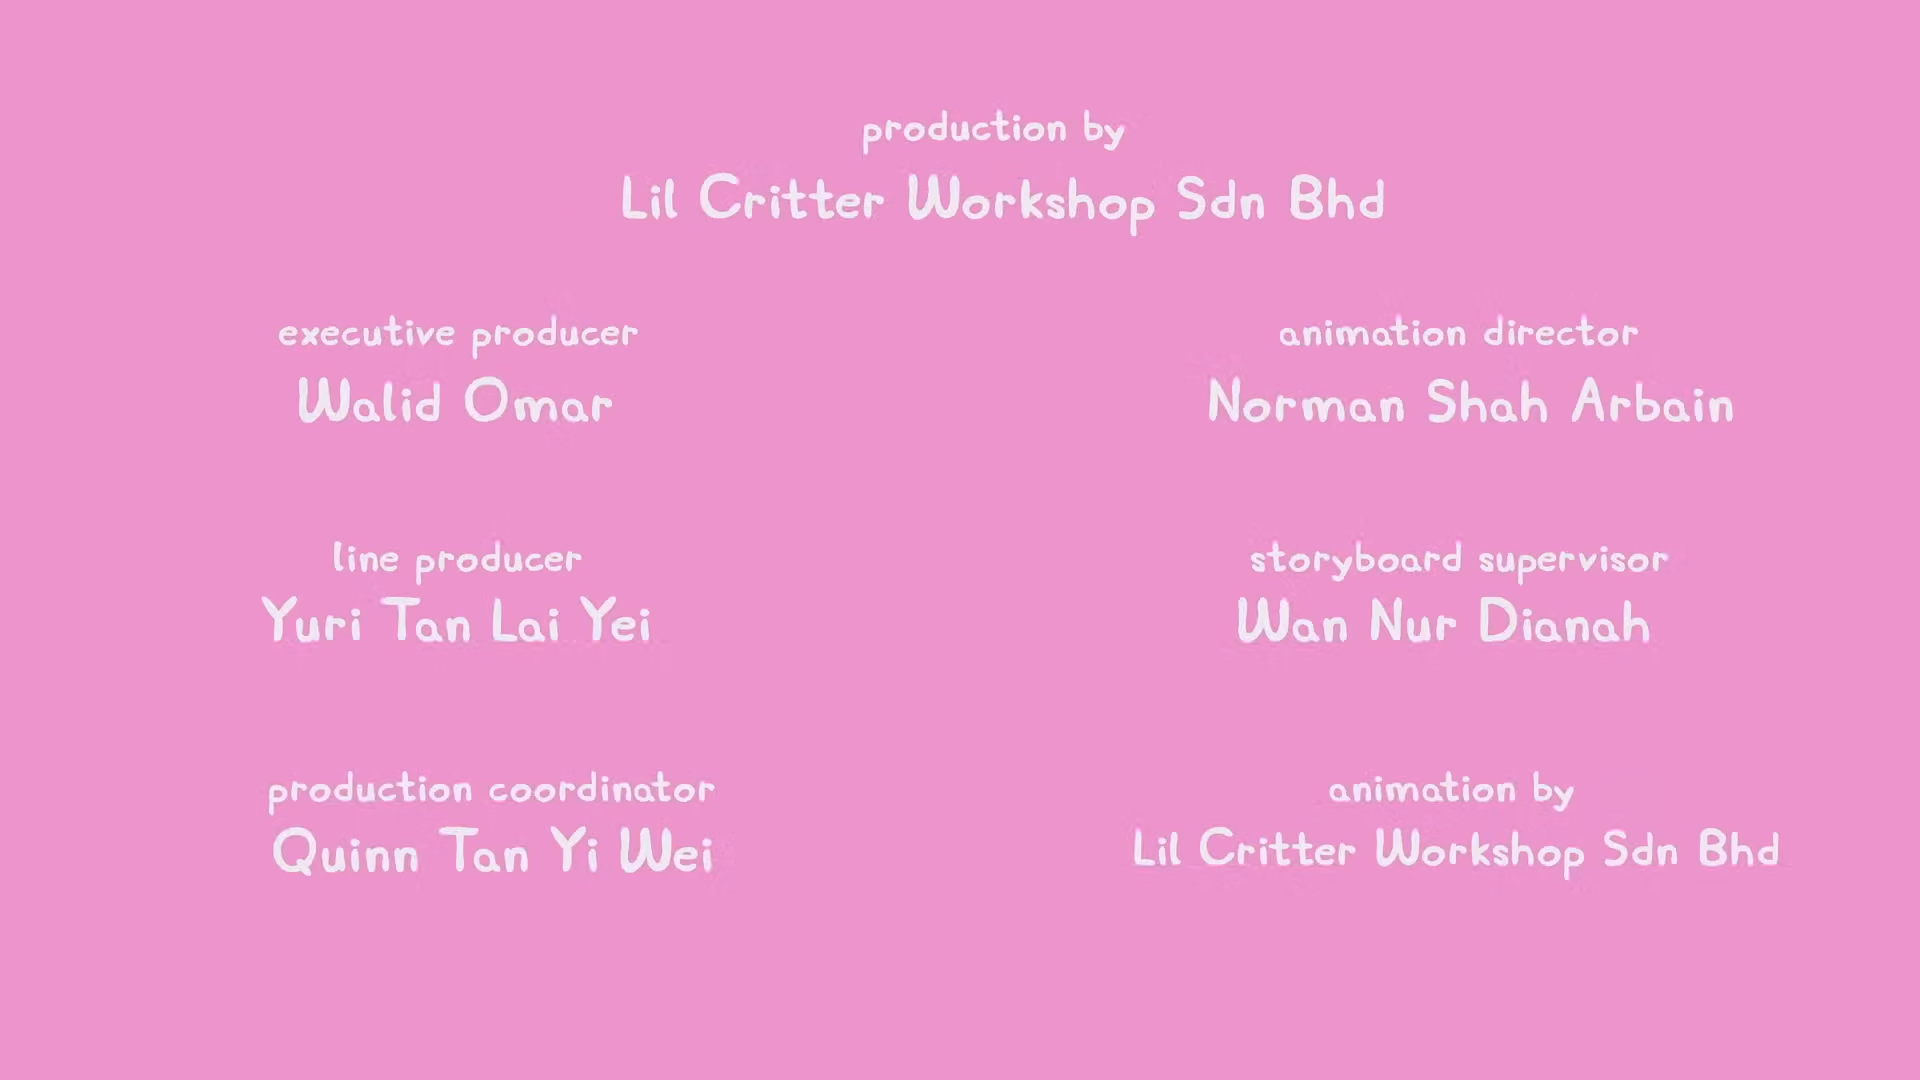 production by
Lil Critter Workshop Sdn Bhd
executive producer
Walid Omar
animation director
Norman Shah Arbain
line producer
Yuri Tan Lai Yei
storyboard supervisor
Wan Nur Dianah
production coordinator
Quinn Tan Yi Wei
animation by
Lil Critter Workshop Sdn Bhd